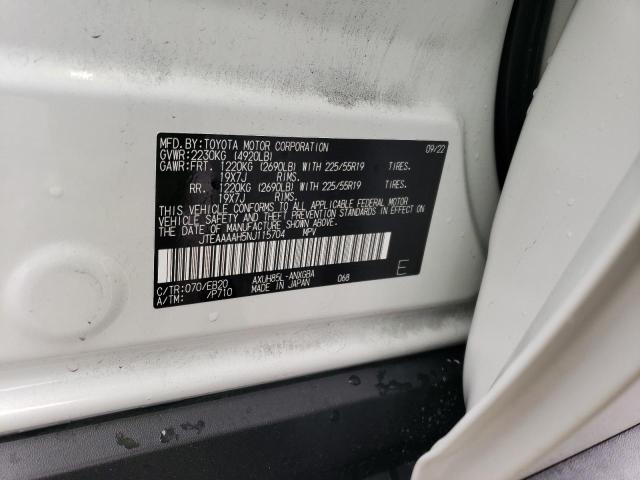 MFD.BY:TOYOTA MOTOR CORPORATION 09/22
GVWR:2230KG (4920LB)
GAWR:FRT. 1220KG (2690LB) WITH 225/55R19 TIRES.
19X7J RIMS.
RR. 1220KG (2690LB) WITH 225/55R19 TIRES.
19X7J RIMS.
THIS VEHICLE CONFORMS TO ALL APPLICABLE FEDERAL MOTOR
VEHICLE SAFETY AND THEFT PREVENTION STANDARDS IN EFFECT ON
THE DATE OF MANUFACTURE SHOWN ABOVE.
JTEAAAAH5NJ115704 MPV
C/TR:070/EB20 AXUH85L-ANXGBA 068 E
A/TM: /P710 MADE IN JAPAN